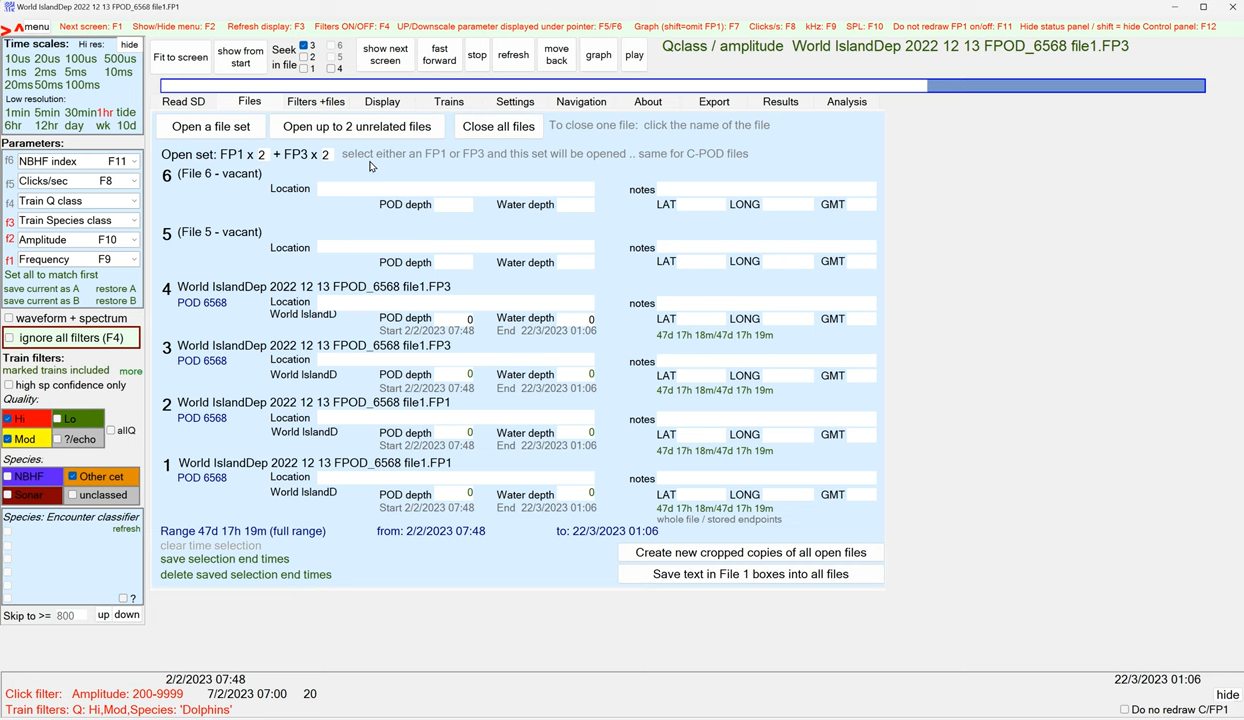 World IslandDep 2022 12 13 FPOD_6568 file1.FP1
menu Next screen: F1 Show/Hide menu: F2 Refresh display: F3 Filters ON/OFF: F4 UP/Downscale parameter displayed under pointer: F5/F6 Graph (shift=omit FP1): F7 Clicks/s: F8 kHz: F9 SPL: F10 Do not redraw FP1 on/off: F11 Hide status panel / shift = hide Control panel: F12
Time scales: Hi res: hide
10us 20us 100us 500us
1ms 2ms 5ms 10ms
20ms 50ms 100ms
Low resolution:
1min 5min 30min 1hr tide
6hr 12hr day wk 10d
Fit to screen
show from start
Seek in file
3 6
2 5
1 4
show next screen
fast forward
stop
refresh
move back
graph
play
Qclass / amplitude World IslandDep 2022 12 13 FPOD_6568 file1.FP3
Read SD Files Filters +files Display Trains Settings Navigation About Export Results Analysis
Open a file set
Open up to 2 unrelated files
Close all files
To close one file: click the name of the file
Open set: FP1 x 2 + FP3 x 2 select either an FP1 or FP3 and this set will be opened .. same for C-POD files
Parameters:
f6 NBHF index F11
f5 Clicks/sec F8
f4 Train Q class
f3 Train Species class
f2 Amplitude F10
f1 Frequency F9
Set all to match first
save current as A restore A
save current as B restore B
waveform + spectrum
ignore all filters (F4)
Train filters:
marked trains included more
high sp confidence only
Quality:
Hi Lo
Mod ?/echo
allQ
Species:
NBHF Other cet
Sonar unclassed
Species: Encounter classifier
refresh
?
Skip to >= 800 up down
6 (File 6 - vacant)
Location notes
POD depth Water depth LAT LONG GMT
5 (File 5 - vacant)
Location notes
POD depth Water depth LAT LONG GMT
4 World IslandDep 2022 12 13 FPOD_6568 file1.FP3
POD 6568 Location notes
World IslandD POD depth 0 Water depth 0 LAT LONG GMT
Start 2/2/2023 07:48 End 22/3/2023 01:06 47d 17h 18m/47d 17h 19m
3 World IslandDep 2022 12 13 FPOD_6568 file1.FP3
POD 6568 Location notes
World IslandD POD depth 0 Water depth 0 LAT LONG GMT
Start 2/2/2023 07:48 End 22/3/2023 01:06 47d 17h 18m/47d 17h 19m
2 World IslandDep 2022 12 13 FPOD_6568 file1.FP1
POD 6568 Location notes
World IslandD POD depth 0 Water depth 0 LAT LONG GMT
Start 2/2/2023 07:48 End 22/3/2023 01:06 47d 17h 18m/47d 17h 19m
1 World IslandDep 2022 12 13 FPOD_6568 file1.FP1
POD 6568 Location notes
World IslandD POD depth 0 Water depth 0 LAT LONG GMT
Start 2/2/2023 07:48 End 22/3/2023 01:06 47d 17h 18m/47d 17h 19m
whole file / stored endpoints
Range 47d 17h 19m (full range) from: 2/2/2023 07:48 to: 22/3/2023 01:06
clear time selection
save selection end times
delete saved selection end times
Create new cropped copies of all open files
Save text in File 1 boxes into all files
2/2/2023 07:48 22/3/2023 01:06
Click filter: Amplitude: 200-9999 7/2/2023 07:00 20 hide
Train filters: Q: Hi,Mod,Species: 'Dolphins' Do no redraw C/FP1